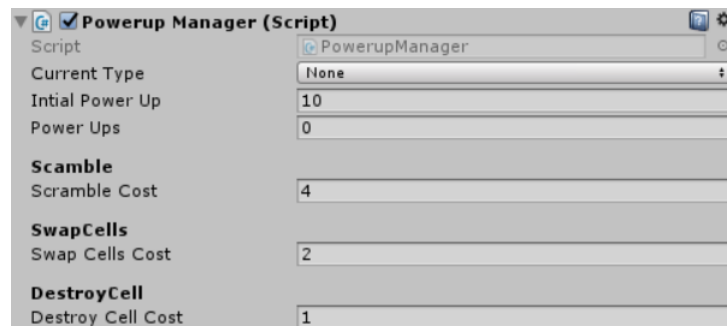 Powerup Manager (Script)
Script PowerupManager
Current Type None
Intial Power Up 10
Power Ups 0
Scamble
Scramble Cost 4
SwapCells
Swap Cells Cost 2
DestroyCell
Destroy Cell Cost 1